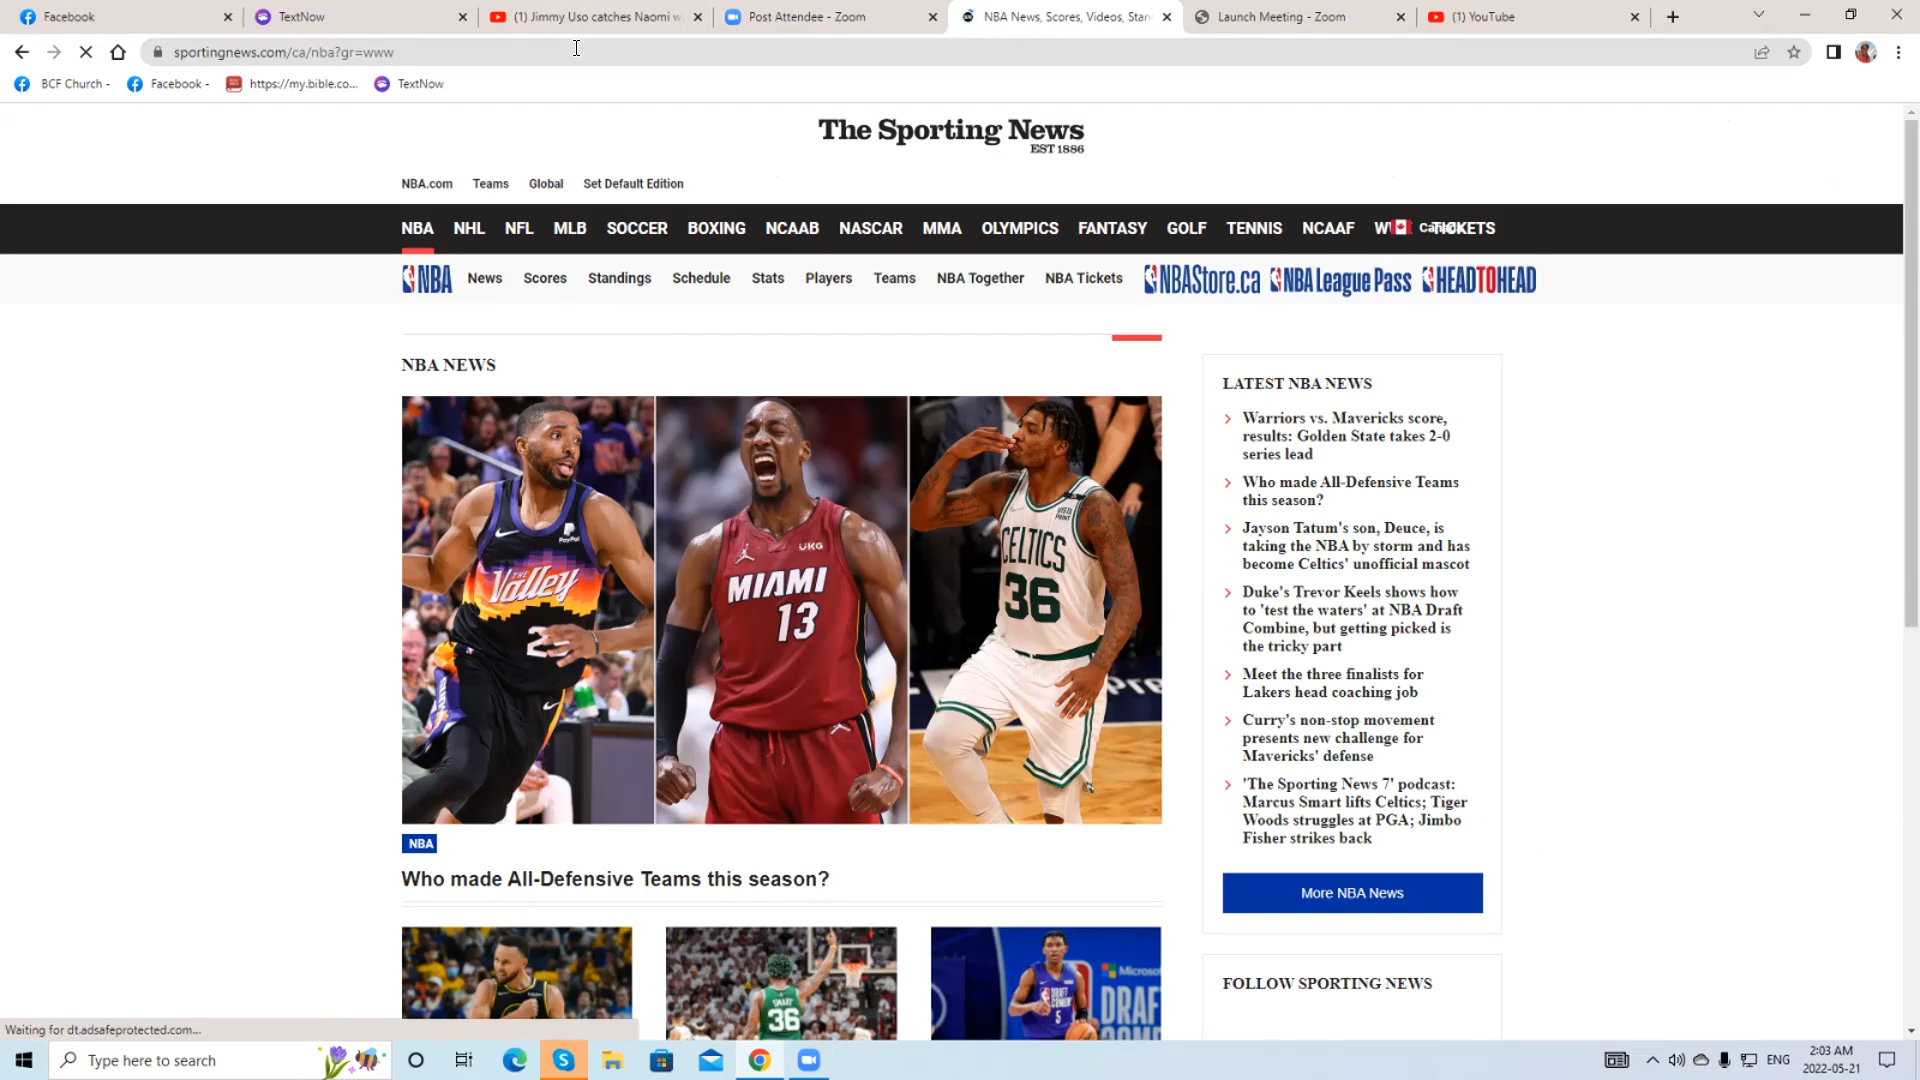 Facebook
TextNow
(1) Jimmy Uso catches Naomi w
Post Attendee - Zoom
NBA News, Scores, Videos, Stan
Launch Meeting - Zoom
(1) YouTube
sportingnews.com/ca/nba?gr=www
BCF Church -
Facebook -
https://my.bible.co...
TextNow
The Sporting News
EST 1886
NBA.com Teams Global Set Default Edition
NBA NHL NFL MLB SOCCER BOXING NCAAB NASCAR MMA OLYMPICS FANTASY GOLF TENNIS NCAAF TICKETS
NBA News Scores Standings Schedule Stats Players Teams NBA Together NBA Tickets NBAStore.ca NBA League Pass HEADTOHEAD
NBA NEWS
THE
Valley
PayPal
UKG
MIAMI
13
CELTICS
36
NBA
Who made All-Defensive Teams this season?
SMART
36
Microso
DRAF
5
LATEST NBA NEWS
Warriors vs. Mavericks score,
results: Golden State takes 2-0
series lead
Who made All-Defensive Teams
this season?
Jayson Tatum's son, Deuce, is
taking the NBA by storm and has
become Celtics' unofficial mascot
Duke's Trevor Keels shows how
to 'test the waters' at NBA Draft
Combine, but getting picked is
the tricky part
Meet the three finalists for
Lakers head coaching job
Curry's non-stop movement
presents new challenge for
Mavericks' defense
'The Sporting News 7' podcast:
Marcus Smart lifts Celtics; Tiger
Woods struggles at PGA; Jimbo
Fisher strikes back
More NBA News
FOLLOW SPORTING NEWS
Waiting for dt.adsafeprotected.com...
Type here to search
ENG
2:03 AM
2022-05-21